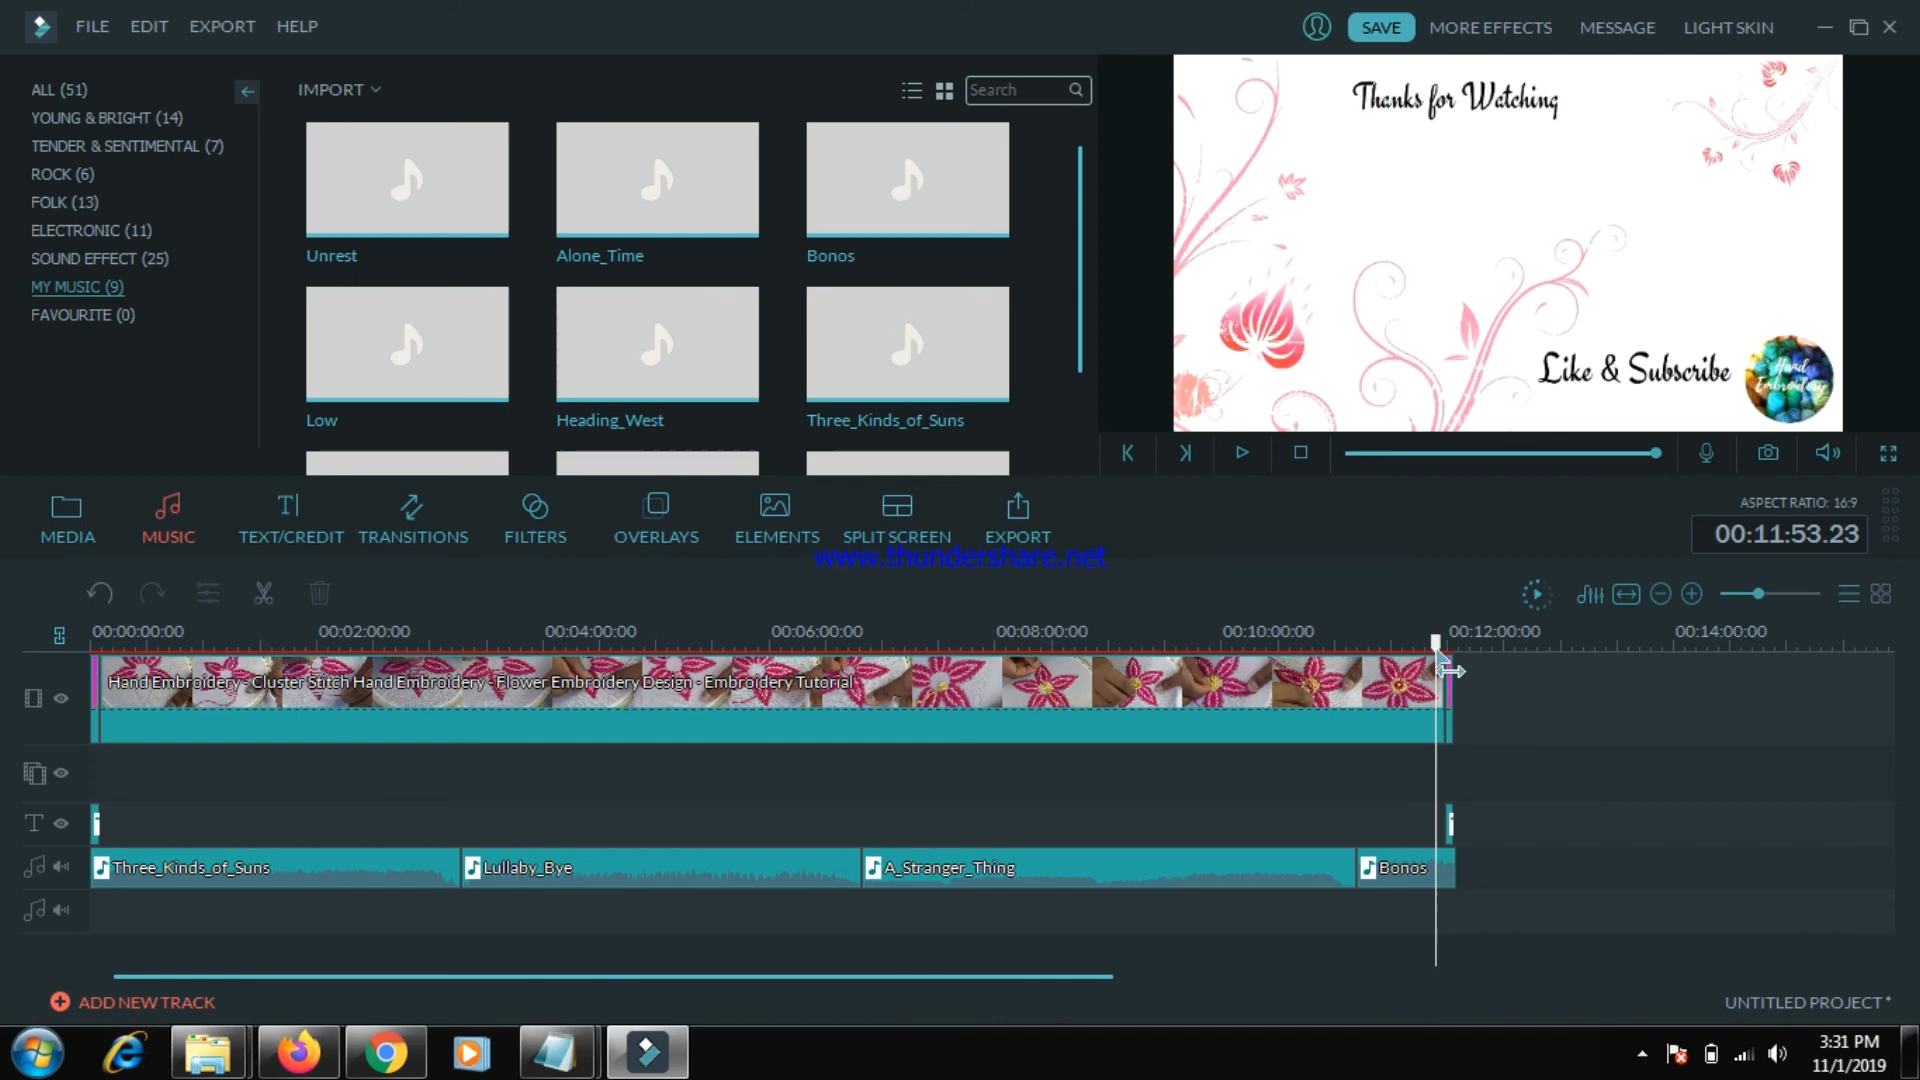 FILE EDIT EXPORT HELP
SAVE MORE EFFECTS MESSAGE LIGHT SKIN
ALL (51)
YOUNG & BRIGHT (14)
TENDER & SENTIMENTAL (7)
ROCK (6)
FOLK (13)
ELECTRONIC (11)
SOUND EFFECT (25)
MY MUSIC (9)
FAVOURITE (0)
IMPORT
Search
Unrest Alone_Time Bonos
Low Heading_West Three_Kinds_of_Suns
Thanks for Watching
Like & Subscribe
Hand
Embroidery
MEDIA MUSIC TEXT/CREDIT TRANSITIONS FILTERS OVERLAYS ELEMENTS SPLIT SCREEN EXPORT
ASPECT RATIO: 16:9
00:11:53.23
www.thundershare.net
00:00:00:00 00:02:00:00 00:04:00:00 00:06:00:00 00:08:00:00 00:10:00:00 00:12:00:00 00:14:00:00
Hand Embroidery - Cluster Stitch Hand Embroidery - Flower Embroidery Design - Embroidery Tutorial
Three_Kinds_of_Suns Lullaby_Bye A_Stranger_Thing Bonos
ADD NEW TRACK
UNTITLED PROJECT *
3:31 PM
11/1/2019